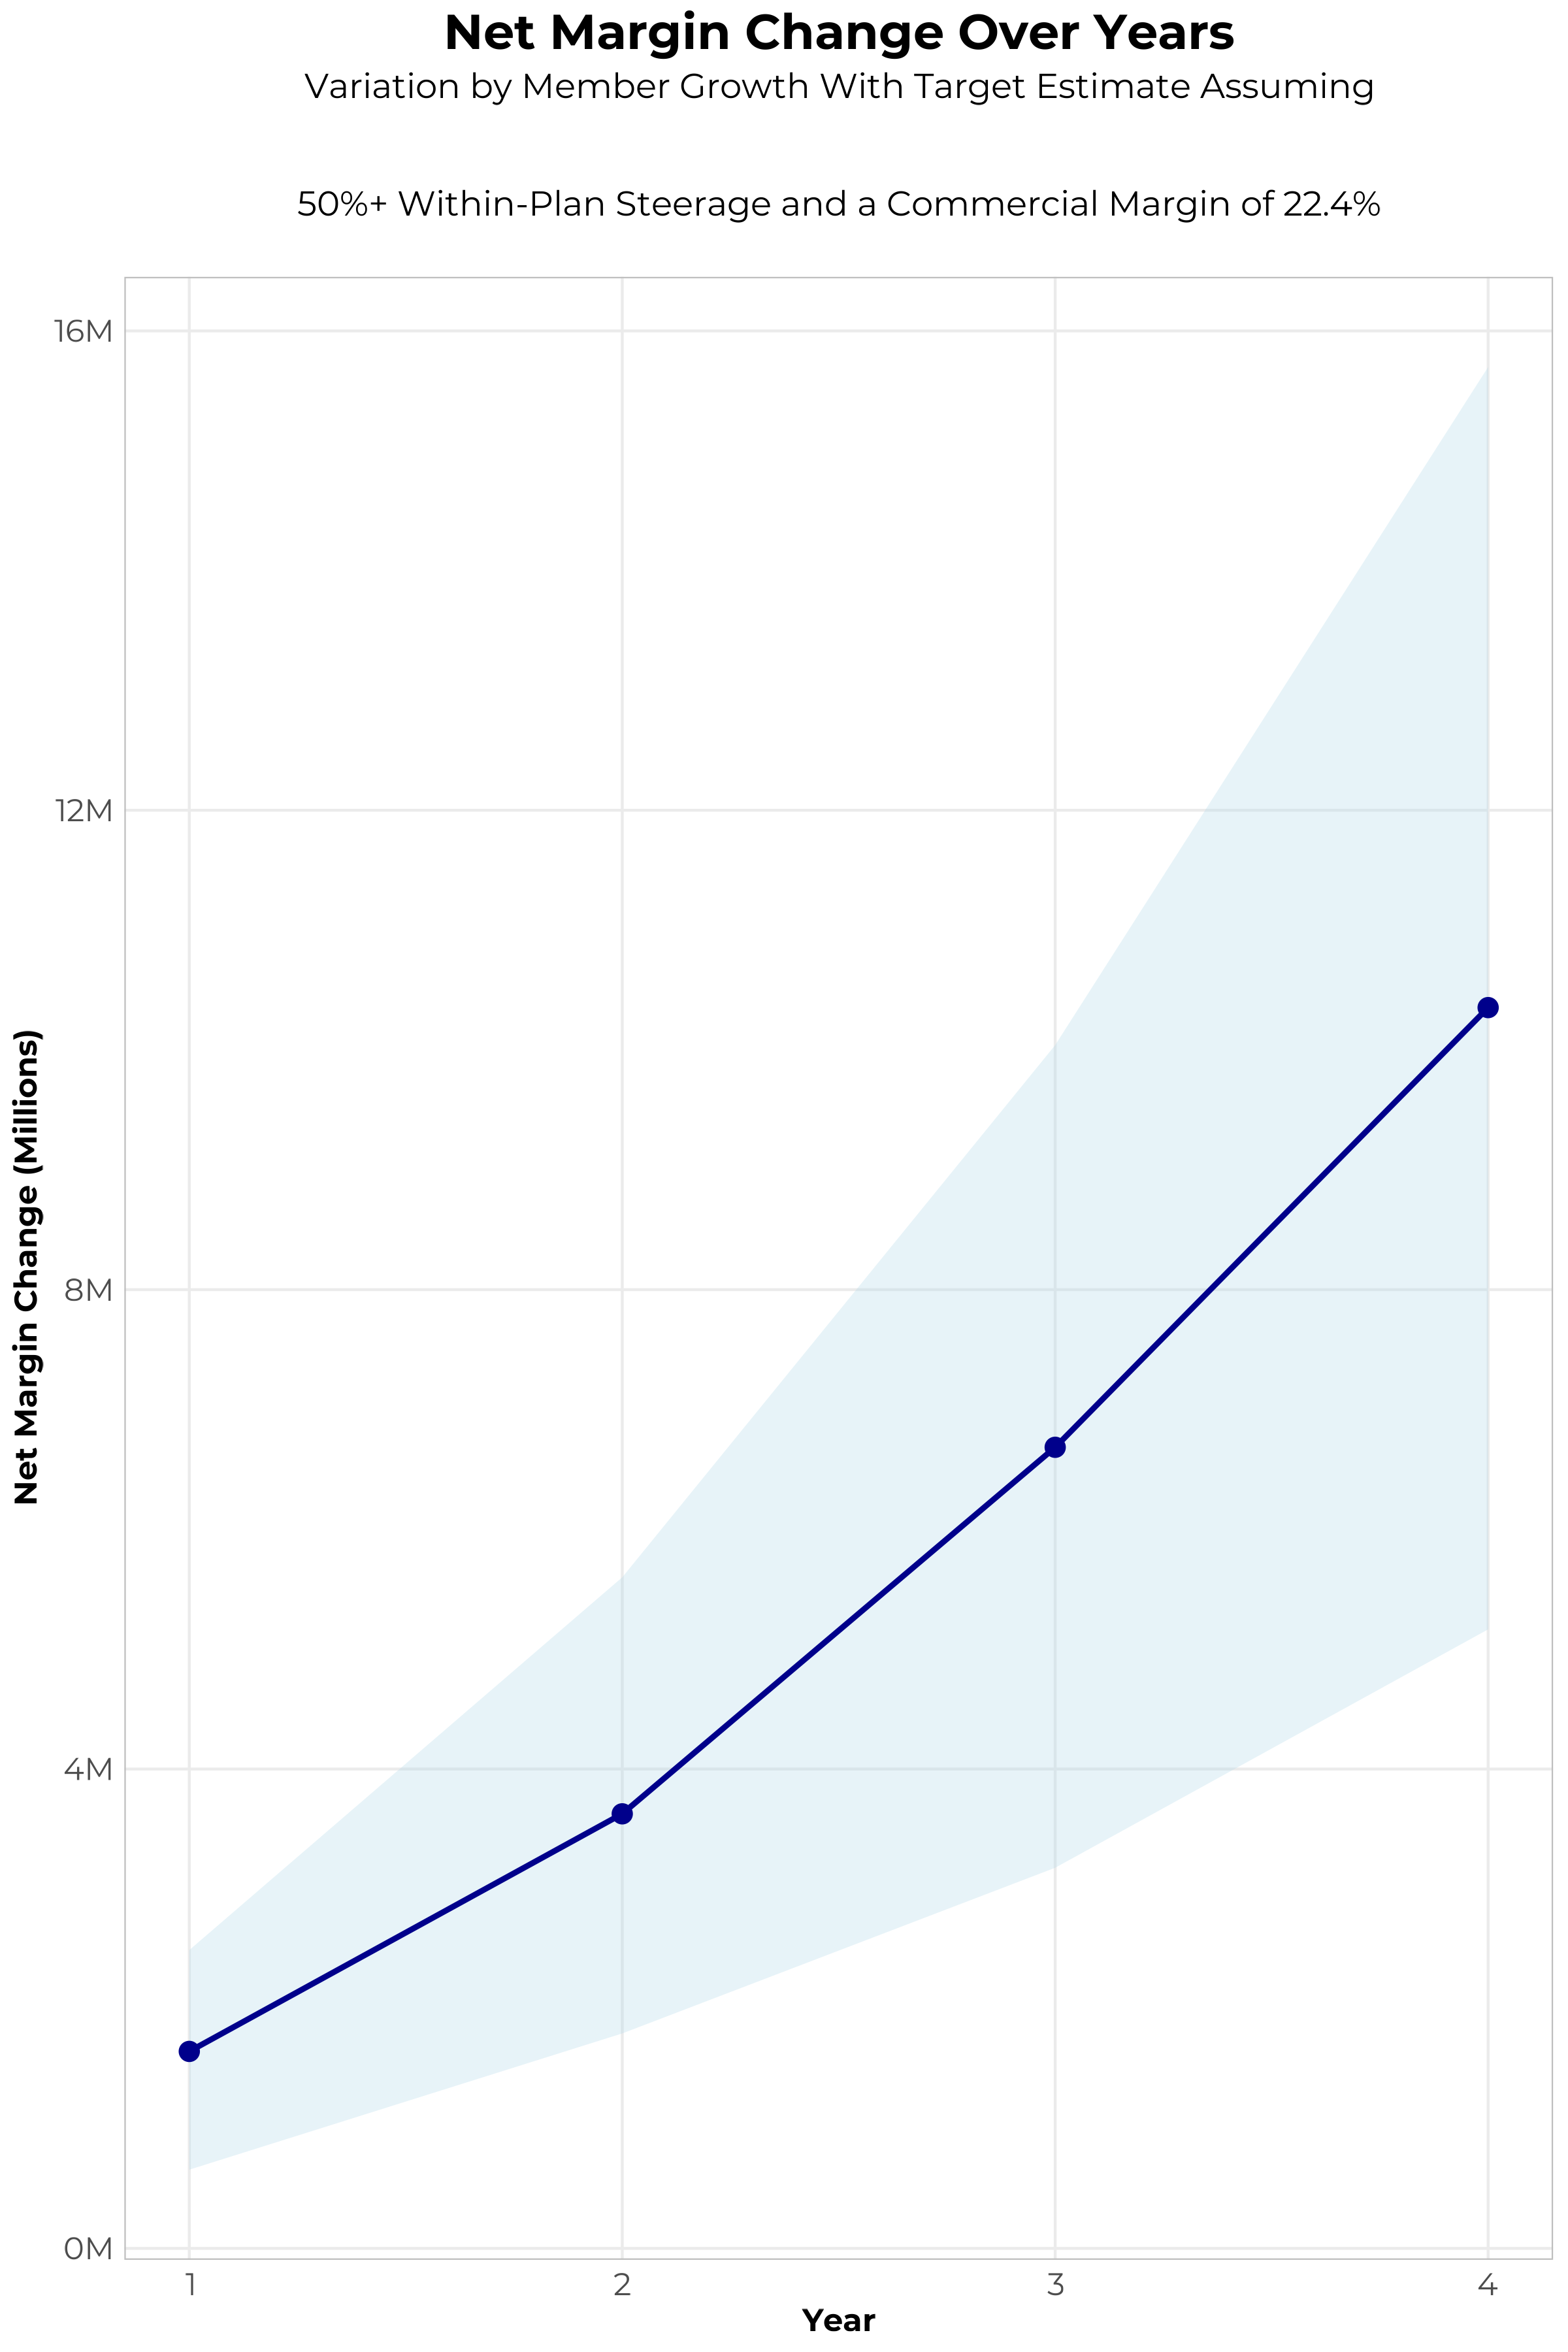 Net Margin Change Over Years
Variation by Member Growth With Target Estimate Assuming
50%+ Within-Plan Steerage and a Commercial Margin of 22.4%
16M
12M
8M
4M
0M
Net Margin Change (Millions)
1
2
3
4
Year